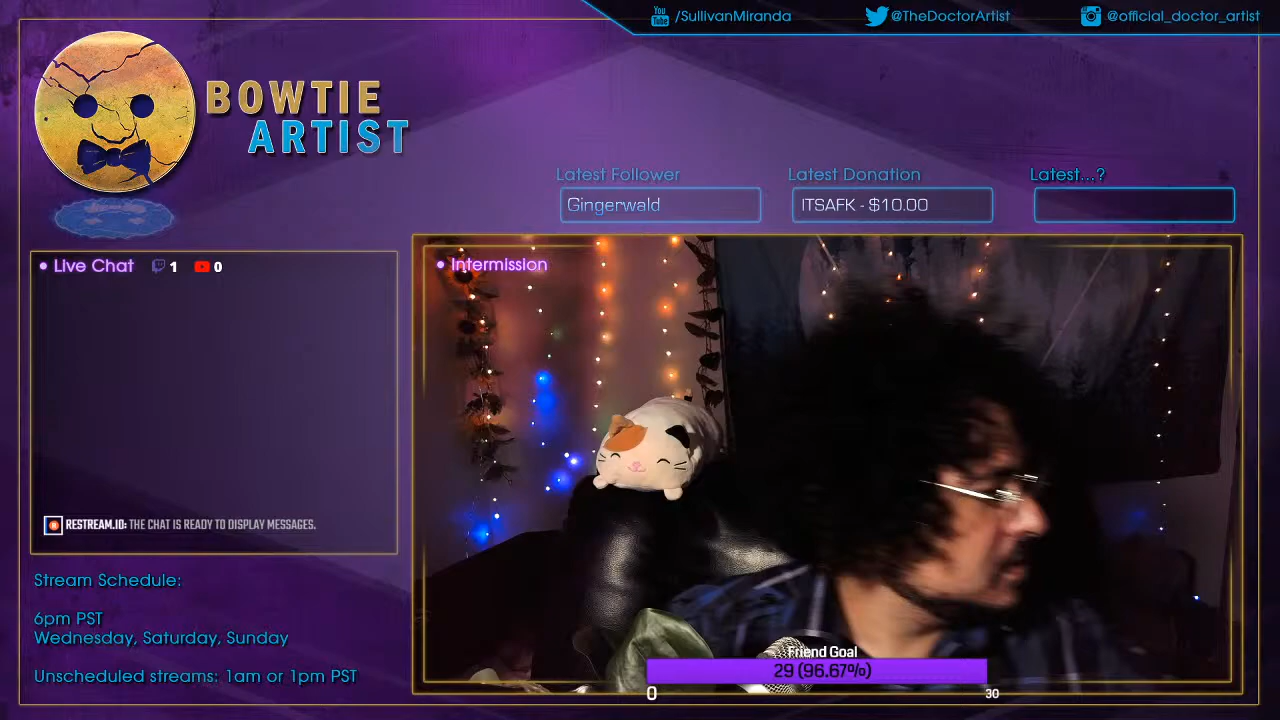 /SullivanMiranda
@TheDoctorArtist
@official_doctor_artist
BOWTIE
ARTIST
Latest Follower
Gingerwald
Latest Donation
ITSAFK - $10.00
Latest...?
Live Chat 1 0
Intermission
RESTREAM.IO: THE CHAT IS READY TO DISPLAY MESSAGES.
Stream Schedule:
6pm PST
Wednesday, Saturday, Sunday
Unscheduled streams: 1am or 1pm PST
Friend Goal
29 (96.67%)
0
30